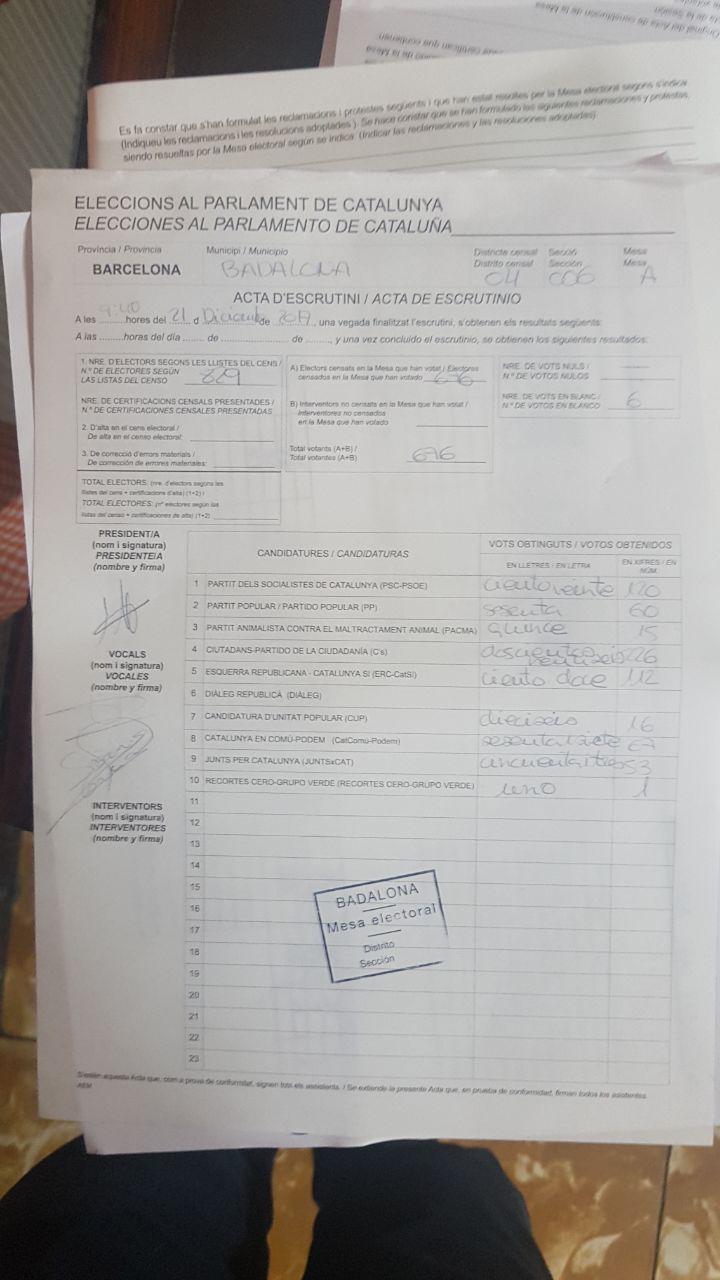 Es fa constar que s'han formulat les reclamacions i protestes següents i que han estat resoltes per la Mesa electoral segons s'indica
(Indiqueu les reclamacions i les resolucions adoptades). Se hace constar que se han formulado las siguientes reclamaciones y protestas,
siendo resueltas por la Mesa electoral según se indica. (Indicar las reclamaciones y las resoluciones adoptadas)
ELECCIONS AL PARLAMENT DE CATALUNYA
ELECCIONES AL PARLAMENTO DE CATALUÑA
Província / Provincia Municipi / Municipio Districte censal Secció Mesa
Distrito censal Sección Mesa
BARCELONA BADALONA 04 006 A
ACTA D'ESCRUTINI / ACTA DE ESCRUTINIO
A les 9:40 hores del 21 d Diciembre de 2017, una vegada finalitzat l'escrutini, s'obtenen els resultats següents:
A las ........ horas del día ...... de ...................... de ........, y una vez concluido el escrutinio, se obtienen los siguientes resultados:
1. NRE. D'ELECTORS SEGONS LES LLISTES DEL CENS /
N.º DE ELECTORES SEGÚN
LAS LISTAS DEL CENSO 829
NRE. DE CERTIFICACIONS CENSALS PRESENTADES /
N.º DE CERTIFICACIONES CENSALES PRESENTADAS
2. D'alta en el cens electoral /
De alta en el censo electoral:
3. De correcció d'errors materials /
De corrección de errores materiales:
TOTAL ELECTORS: (nre. d'electors segons les
llistes del cens + certificacions d'alta) (1+2) /
TOTAL ELECTORES: (nº electores según las
listas del censo + certificaciones de alta) (1+2)
A) Electors censats en la Mesa que han votat / Electores
censados en la Mesa que han votado 676
B) Interventors no censats en la Mesa que han votat /
Interventores no censados
en la Mesa que han votado
Total votants (A+B) /
Total votantes (A+B) 676
NRE. DE VOTS NULS /
N.º DE VOTOS NULOS
NRE. DE VOTS EN BLANC /
N.º DE VOTOS EN BLANCO 6
PRESIDENT/A
(nom i signatura)
PRESIDENTE/A
(nombre y firma)
VOCALS
(nom i signatura)
VOCALES
(nombre y firma)
INTERVENTORS
(nom i signatura)
INTERVENTORES
(nombre y firma)
CANDIDATURES / CANDIDATURAS VOTS OBTINGUTS / VOTOS OBTENIDOS
EN LLETRES / EN LETRA EN XIFRES / EN NÚM.
1 PARTIT DELS SOCIALISTES DE CATALUNYA (PSC-PSOE) ciento veinte 120
2 PARTIT POPULAR / PARTIDO POPULAR (PP) sesenta 60
3 PARTIT ANIMALISTA CONTRA EL MALTRACTAMENT ANIMAL (PACMA) quince 15
4 CIUTADANS-PARTIDO DE LA CIUDADANÍA (C's) doscientos veintiseis 226
5 ESQUERRA REPUBLICANA - CATALUNYA SÍ (ERC-CatSí) ciento doce 112
6 DIÀLEG REPUBLICÀ (DIÀLEG)
7 CANDIDATURA D'UNITAT POPULAR (CUP) dieciséis 16
8 CATALUNYA EN COMÚ-PODEM (CatComú-Podem) sesenta i siete 67
9 JUNTS PER CATALUNYA (JUNTSxCAT) cincuenta i tres 53
10 RECORTES CERO-GRUPO VERDE (RECORTES CERO-GRUPO VERDE) uno 1
11
12
13
14
15
16
17
18
19
20
21
22
23
BADALONA
Mesa electoral
Distrito
Sección
S'estén aquesta Acta que, com a prova de conformitat, signen tots els assistents. / Se extiende la presente Acta que, en prueba de conformidad, firman todos los asistentes.